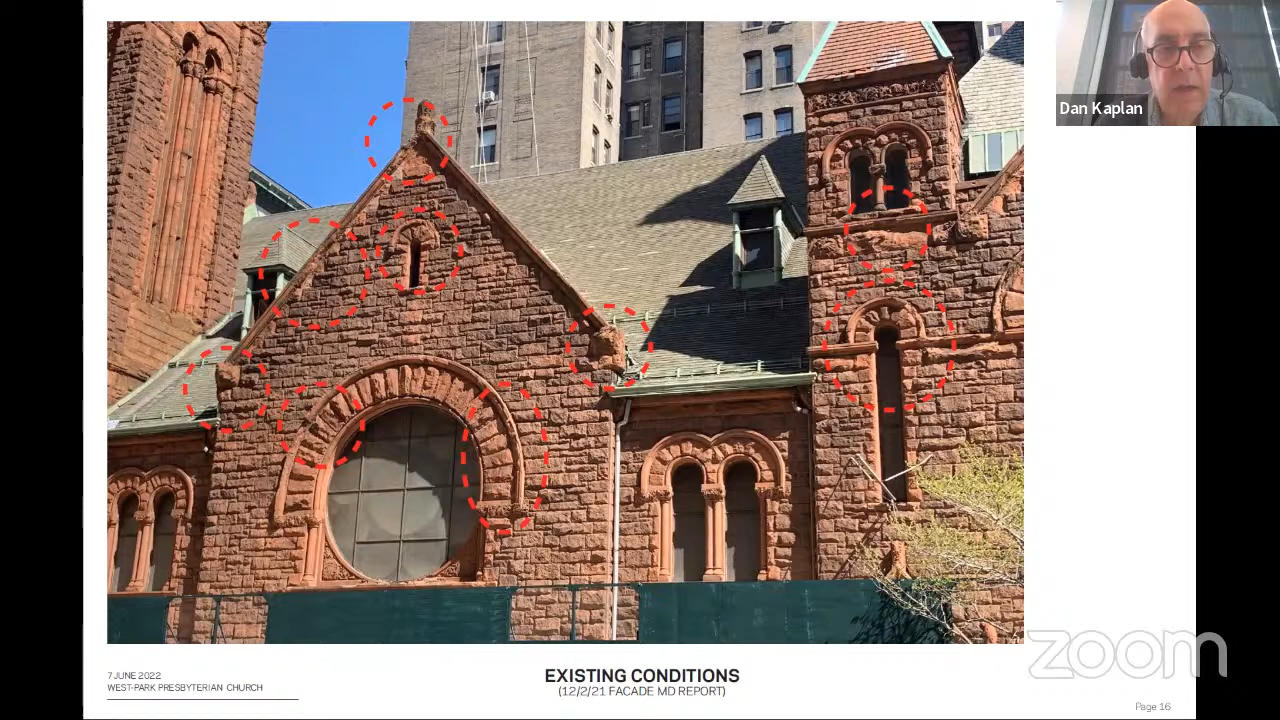 Dan Kaplan
7 JUNE 2022
WEST-PARK PRESBYTERIAN CHURCH
EXISTING CONDITIONS
(12/2/21 FACADE MD REPORT)
Page 16
zoom